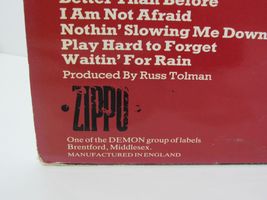 Better Than Before
I Am Not Afraid
Nothin' Slowing Me Down
Play Hard to Forget
Waitin' For Rain
Produced By Russ Tolman
ZIPPO
One of the DEMON group of labels
Brentford, Middlesex.
MANUFACTURED IN ENGLAND